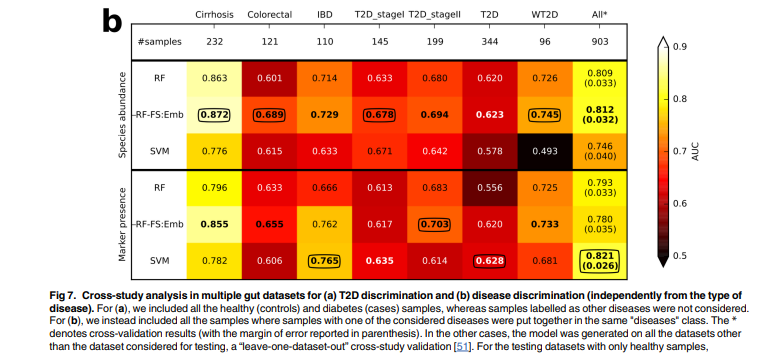 b
Cirrhosis Colorectal IBD T2D_stageI T2D_stageII T2D WT2D All*
#samples 232 121 110 145 199 344 96 903
Species abundance
RF 0.863 0.601 0.714 0.633 0.680 0.620 0.726 0.809 (0.033)
RF-FS:Emb 0.872 0.689 0.729 0.678 0.694 0.623 0.745 0.812 (0.032)
SVM 0.776 0.615 0.633 0.671 0.642 0.578 0.493 0.746 (0.040)
Marker presence
RF 0.796 0.633 0.666 0.613 0.683 0.556 0.725 0.793 (0.033)
RF-FS:Emb 0.855 0.655 0.762 0.617 0.703 0.620 0.733 0.780 (0.035)
SVM 0.782 0.606 0.765 0.635 0.614 0.628 0.681 0.821 (0.026)
0.9
0.8
0.7
0.6
0.5
AUC
Fig 7. Cross-study analysis in multiple gut datasets for (a) T2D discrimination and (b) disease discrimination (independently from the type of
disease). For (a), we included all the healthy (controls) and diabetes (cases) samples, whereas samples labelled as other diseases were not considered.
For (b), we instead included all the samples where samples with one of the considered diseases were put together in the same "diseases" class. The *
denotes cross-validation results (with the margin of error reported in parenthesis). In the other cases, the model was generated on all the datasets other
than the dataset considered for testing, a "leave-one-dataset-out" cross-study validation [51]. For the testing datasets with only healthy samples,